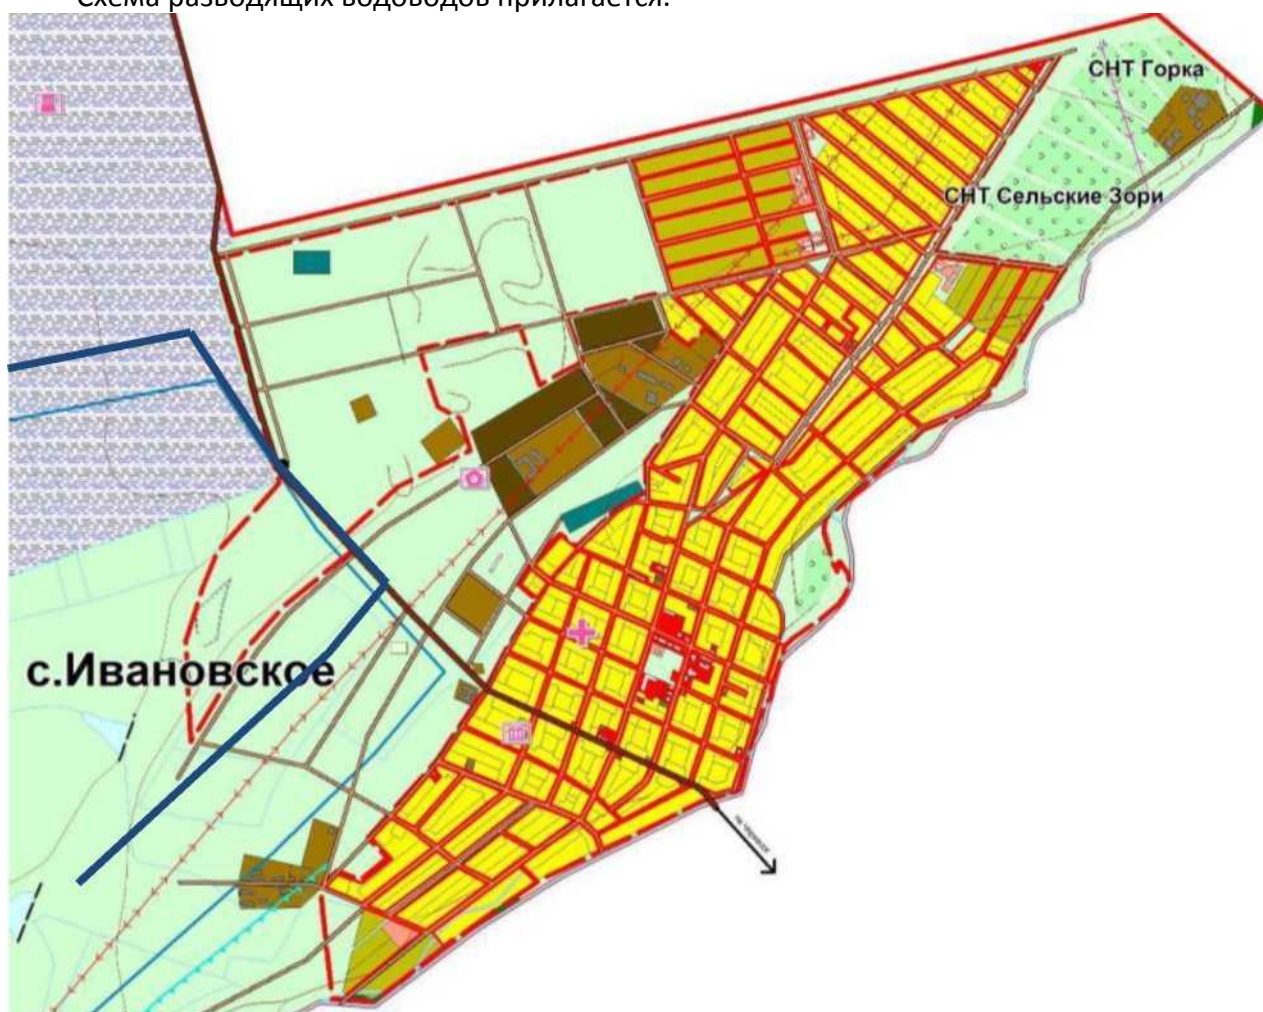 Схема разводящих водоводов прилагается.
СНТ Горка
СНТ Сельские Зори
с.Ивановское